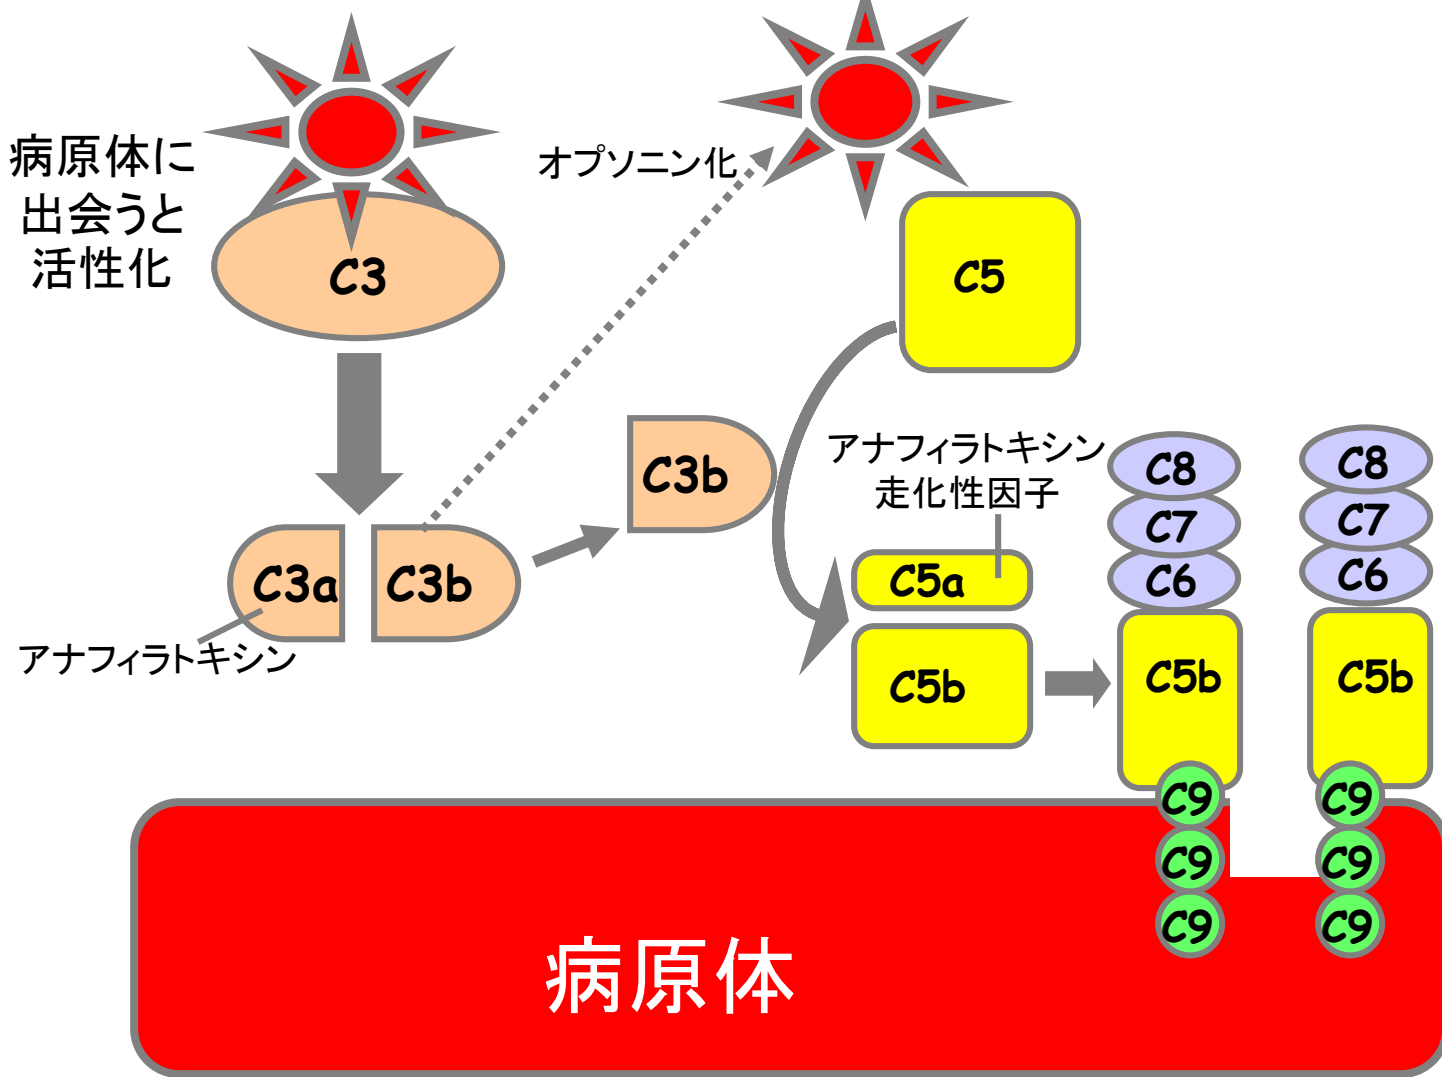 病原体に
出会うと
活性化
C3
オプソニン化
C5
C3a
C3b
アナフィラトキシン
C3b
アナフィラトキシン
走化性因子
C5a
C5b
C8
C7
C6
C5b
C9
C9
C9
C8
C7
C6
C5b
C9
C9
C9
病原体